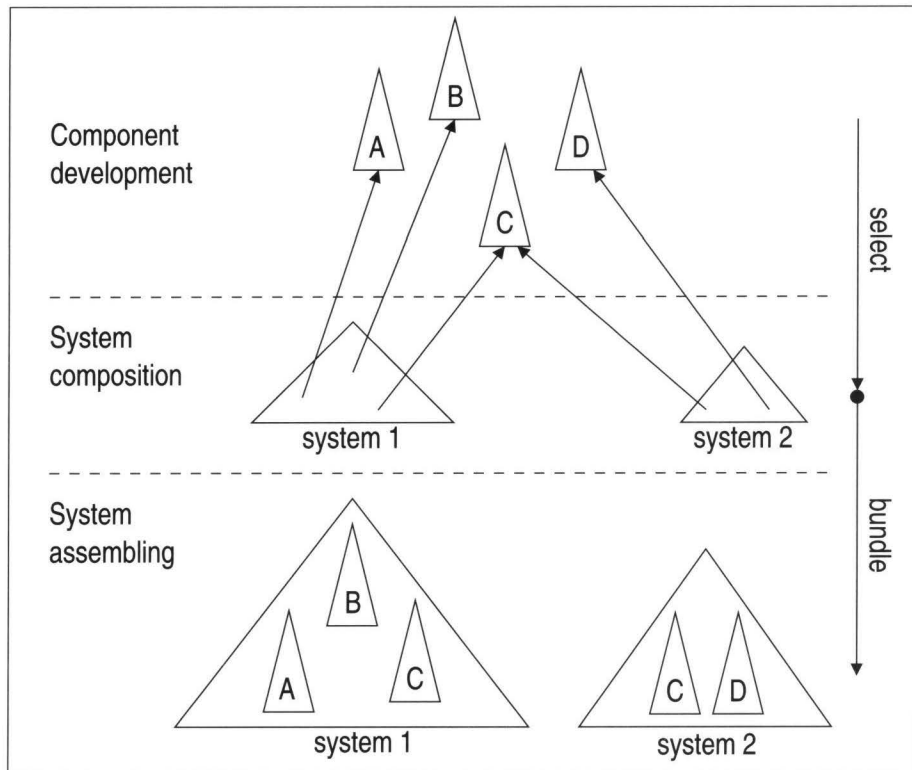 B
A
D
Component
development
C
select
System
composition
system 1
system 2
System
assembling
bundle
B
A
C
C
D
system 1
system 2